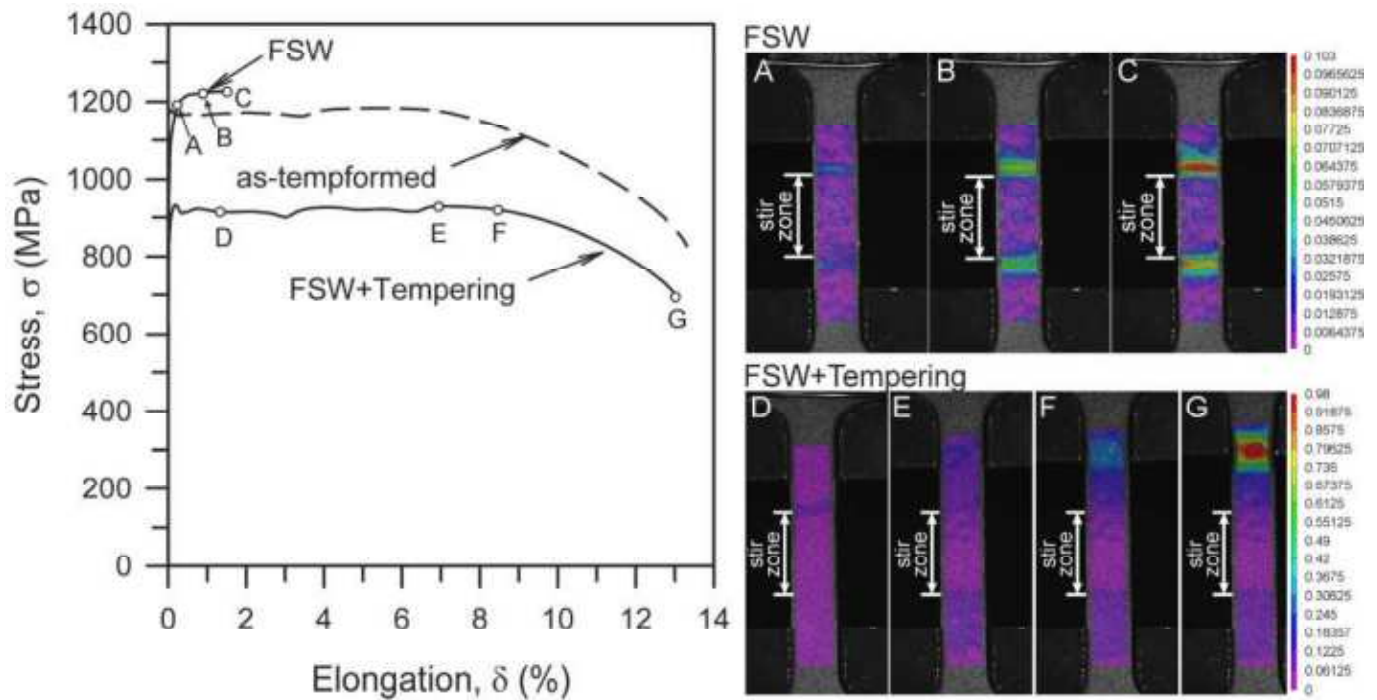 1400
1200
1000
800
600
400
200
0
Stress, σ (MPa)
0 2 4 6 8 10 12 14
Elongation, δ (%)
FSW
A
B
C
as-tempformed
D
E
F
G
FSW+Tempering
FSW
A B C
stir zone
stir zone
stir zone
0.103
0.0965625
0.090125
0.0836875
0.07725
0.0707125
0.064375
0.0579375
0.0515
0.0450625
0.038625
0.0321875
0.02575
0.0193125
0.012875
0.0064375
0
FSW+Tempering
D E F G
stir zone
stir zone
stir zone
stir zone
0.98
0.91875
0.8575
0.79625
0.735
0.67375
0.6125
0.55125
0.49
0.42
0.3675
0.30625
0.245
0.18357
0.1225
0.06125
0